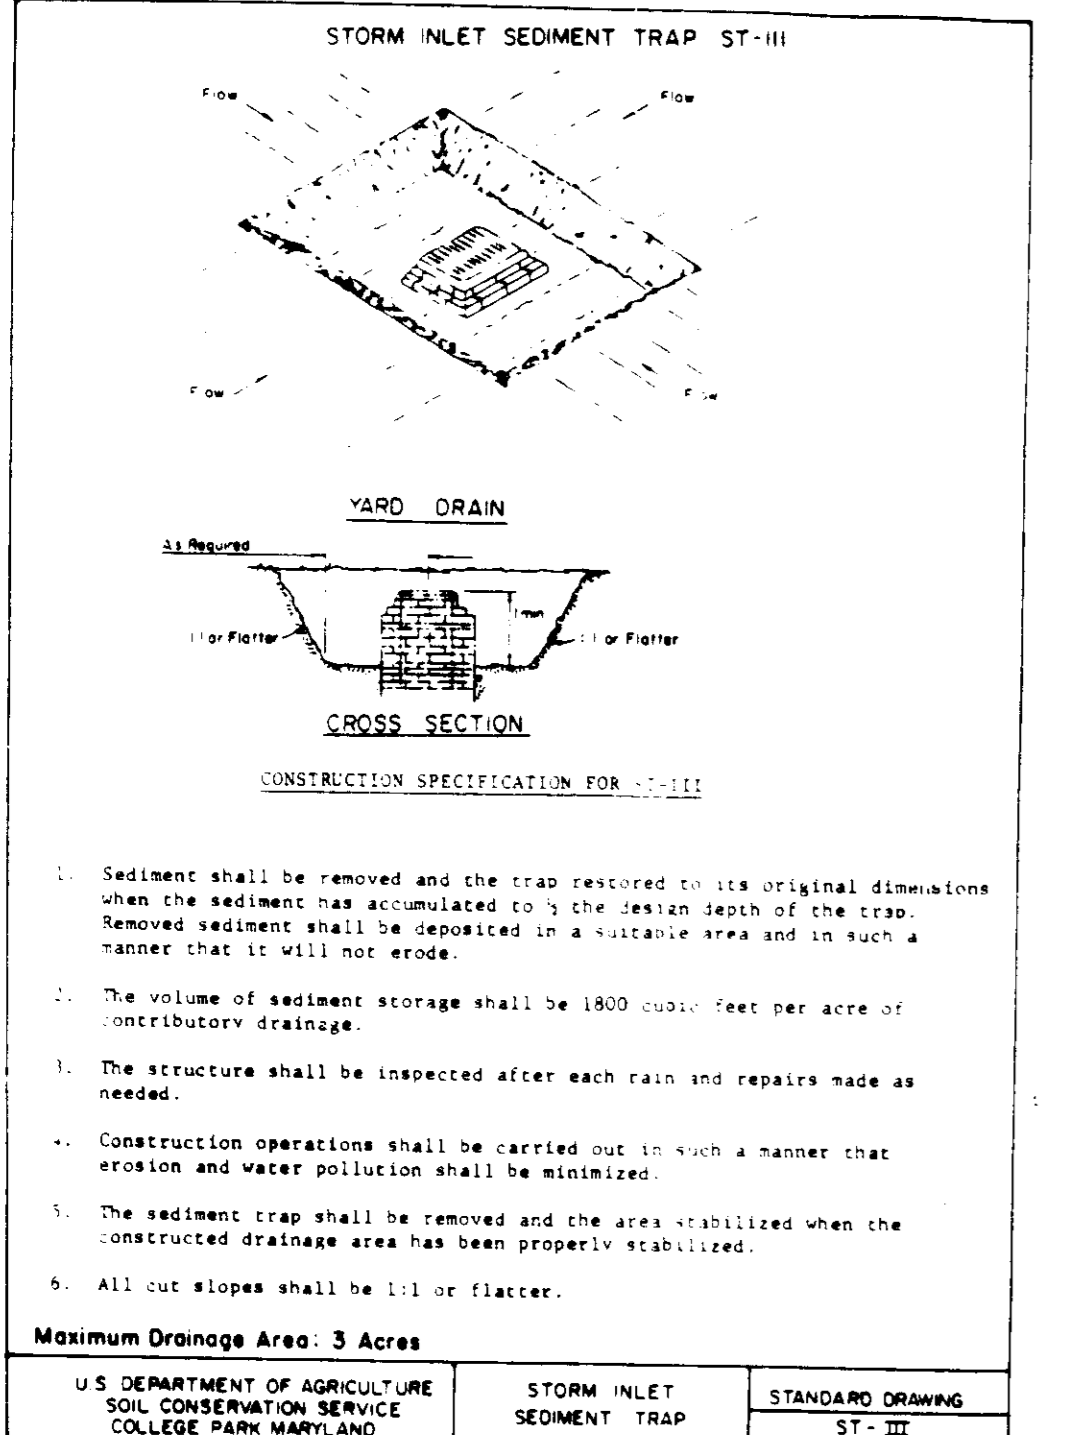 STORM INLET SEDIMENT TRAP ST-III
Flow
Flow
Flow
Flow
YARD DRAIN
As Required
1 min
1:1 or Flatter
1:1 or Flatter
CROSS SECTION
CONSTRUCTION SPECIFICATION FOR ST-III
1. Sediment shall be removed and the trap restored to its original dimensions
when the sediment has accumulated to ½ the design depth of the trap.
Removed sediment shall be deposited in a suitable area and in such a
manner that it will not erode.
2. The volume of sediment storage shall be 1800 cubic feet per acre of
contributory drainage.
3. The structure shall be inspected after each rain and repairs made as
needed.
4. Construction operations shall be carried out in such a manner that
erosion and water pollution shall be minimized.
5. The sediment trap shall be removed and the area stabilized when the
constructed drainage area has been properly stabilized.
6. All cut slopes shall be 1:1 or flatter.
Maximum Drainage Area: 3 Acres
U.S DEPARTMENT OF AGRICULTURE
SOIL CONSERVATION SERVICE
COLLEGE PARK MARYLAND
STORM INLET
SEDIMENT TRAP
STANDARD DRAWING
ST-III